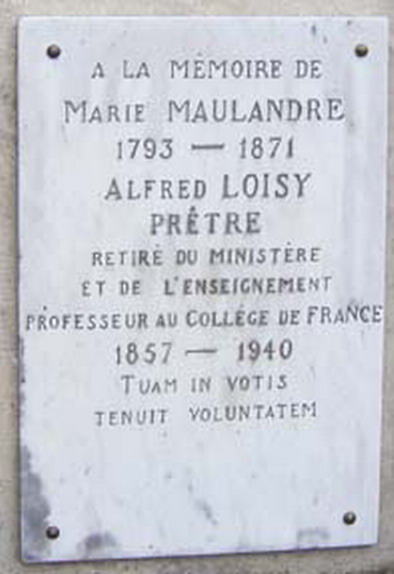 A LA MÉMOIRE DE
MARIE MAULANDRE
1793 — 1871
ALFRED LOISY
PRÊTRE
RETIRÉ DU MINISTÈRE
ET DE L'ENSEIGNEMENT
PROFESSEUR AU COLLÉGE DE FRANCE
1857 — 1940
TUAM IN VOTIS
TENUIT VOLUNTATEM